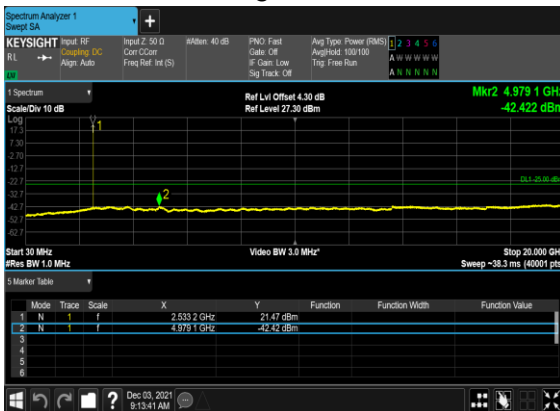 Spectrum Analyzer 1
Swept SA
KEYSIGHT
RL
Input: RF
Coupling: DC
Align: Auto
Input Z: 50 Ω
Corr CCorr
Freq Ref: Int (S)
#Atten: 40 dB
PNO: Fast
Gate: Off
IF Gain: Low
Sig Track: Off
Avg Type: Power (RMS)
Avg|Hold: 100/100
Trig: Free Run
1 2 3 4 5 6
A W W W W W
A N N N N N
LV
1 Spectrum
Scale/Div 10 dB
Ref Lvl Offset 4.30 dB
Ref Level 27.30 dBm
Mkr2 4.979 1 GHz
-42.422 dBm
Log
17.3
7.30
-2.70
-12.7
-22.7
-32.7
-42.7
-52.7
-62.7
1
2
DL1 -25.00 dBm
Start 30 MHz
#Res BW 1.0 MHz
Video BW 3.0 MHz*
Stop 20.000 GHz
Sweep ~38.3 ms (40001 pts)
5 Marker Table
Mode Trace Scale X Y Function Function Width Function Value
1 N 1 f 2.533 2 GHz 21.47 dBm
2 N 1 f 4.979 1 GHz -42.42 dBm
3
4
5
6
?
Dec 03, 2021
9:13:41 AM